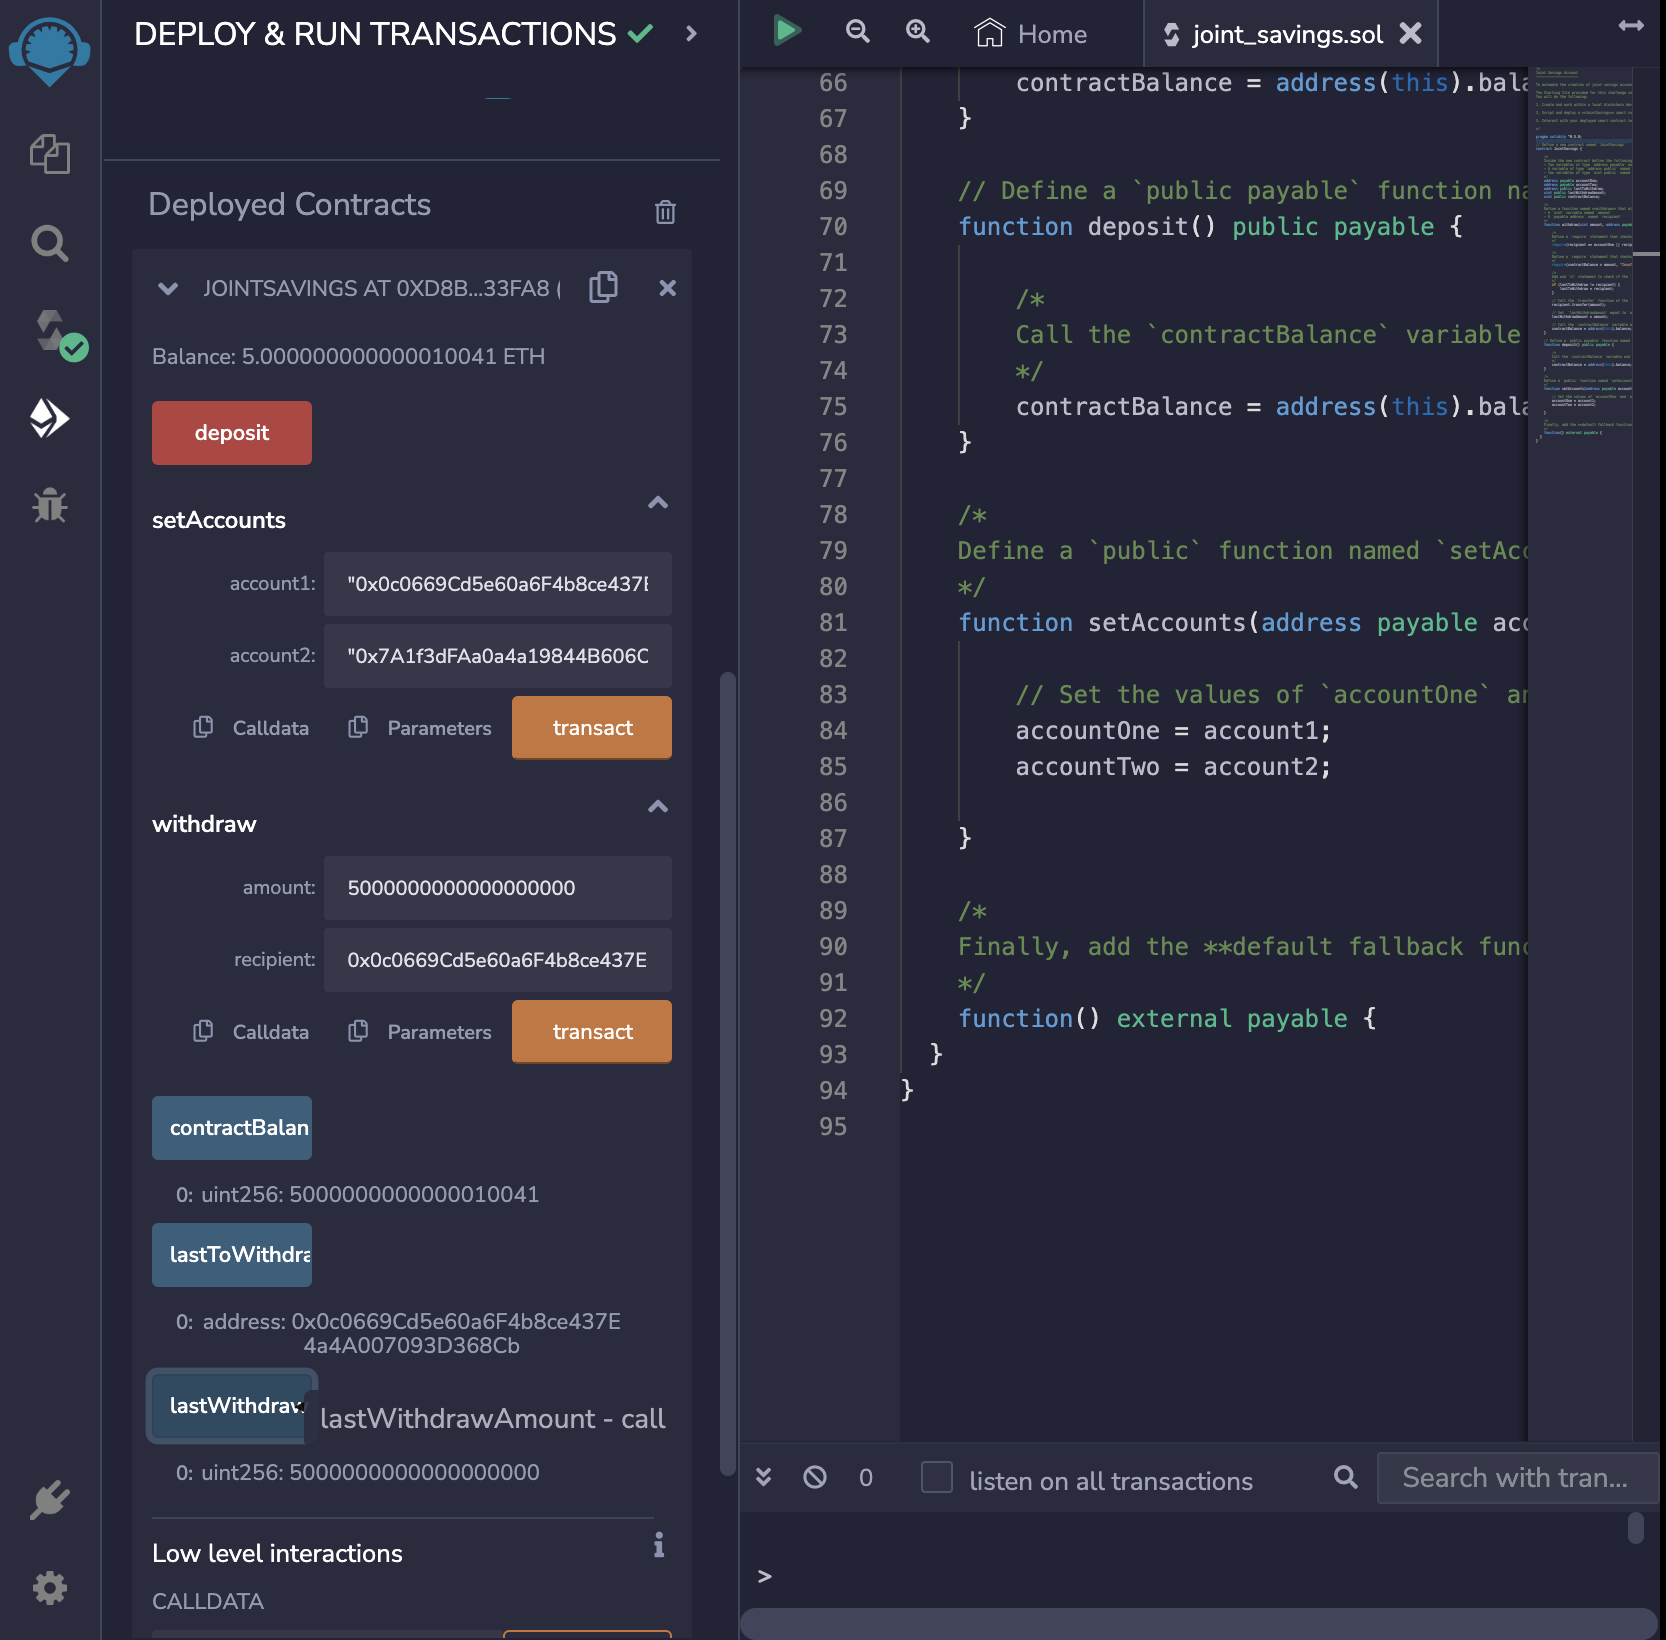 DEPLOY & RUN TRANSACTIONS
Deployed Contracts
JOINTSAVINGS AT 0XD8B...33FA8 (
Balance: 5.000000000000010041 ETH
deposit
setAccounts
account1: "0x0c0669Cd5e60a6F4b8ce437E
account2: "0x7A1f3dFAa0a4a19844B606C
Calldata Parameters transact
withdraw
amount: 5000000000000000000
recipient: 0x0c0669Cd5e60a6F4b8ce437E
Calldata Parameters transact
contractBalan
0: uint256: 5000000000000010041
lastToWithdra
0: address: 0x0c0669Cd5e60a6F4b8ce437E
4a4A007093D368Cb
lastWithdraw
lastWithdrawAmount - call
0: uint256: 5000000000000000000
Low level interactions
CALLDATA
Home joint_savings.sol
66 contractBalance = address(this).bala
67 }
68
69 // Define a `public payable` function na
70 function deposit() public payable {
71
72 /*
73 Call the `contractBalance` variable
74 */
75 contractBalance = address(this).bala
76 }
77
78 /*
79 Define a `public` function named `setAcc
80 */
81 function setAccounts(address payable acc
82
83 // Set the values of `accountOne` an
84 accountOne = account1;
85 accountTwo = account2;
86
87 }
88
89 /*
90 Finally, add the **default fallback func
91 */
92 function() external payable {
93 }
94 }
95
0 listen on all transactions Search with tran...
>